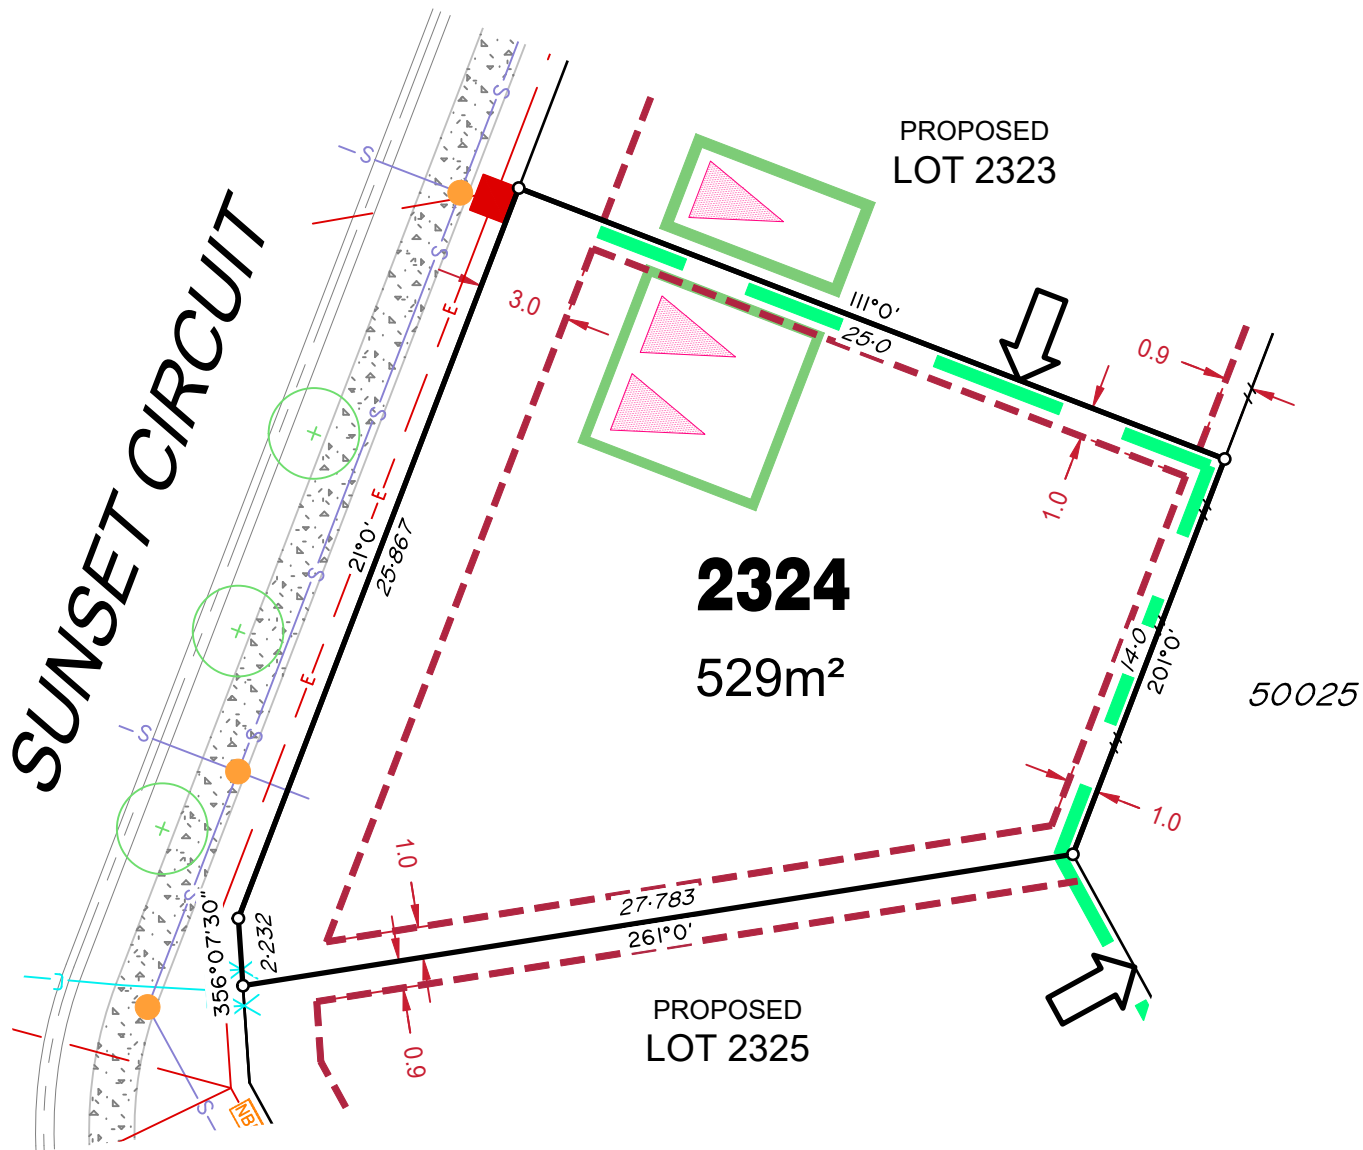 PROPOSED
LOT 2323
SUNSET CIRCUIT
S
S
S
S
S
S
S
S
S
E
E
E
3.0
111°0'
25·0
0.9
1.0
21°0'
25·867
2324
529m²
14·0
201°0'
50025
1.0
1.0
27·783
261°0'
356°07'30"
2·232
0.9
PROPOSED
LOT 2325
NB